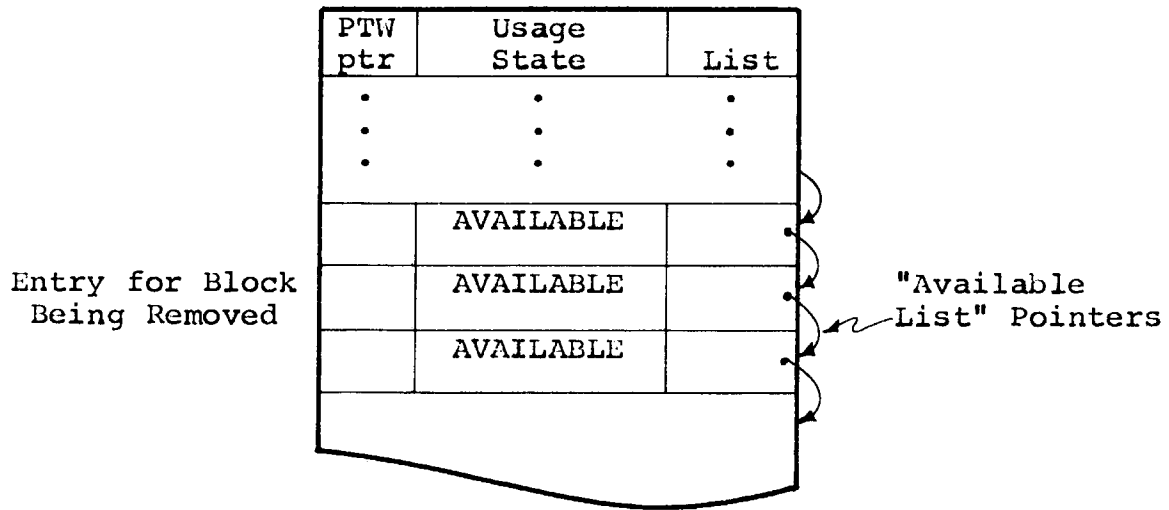 PTW Usage
ptr State List
AVAILABLE
Entry for Block AVAILABLE "Available
Being Removed List" Pointers
AVAILABLE